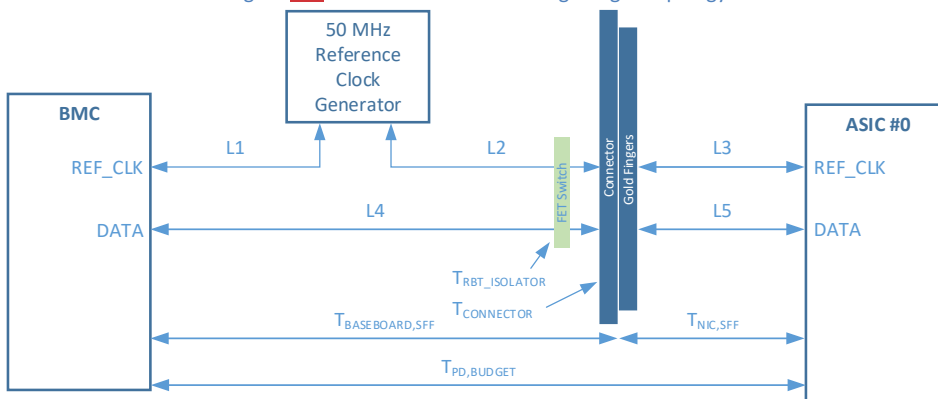 50 MHz
Reference
Clock
Generator
BMC
ASIC #0
L1
L2
L3
REF_CLK
REF_CLK
Connector
Gold Fingers
FET Switch
L4
L5
DATA
DATA
TRBT_ISOLATOR
TCONNECTOR
TBASEBOARD,SFF
TNIC,SFF
TPD,BUDGET